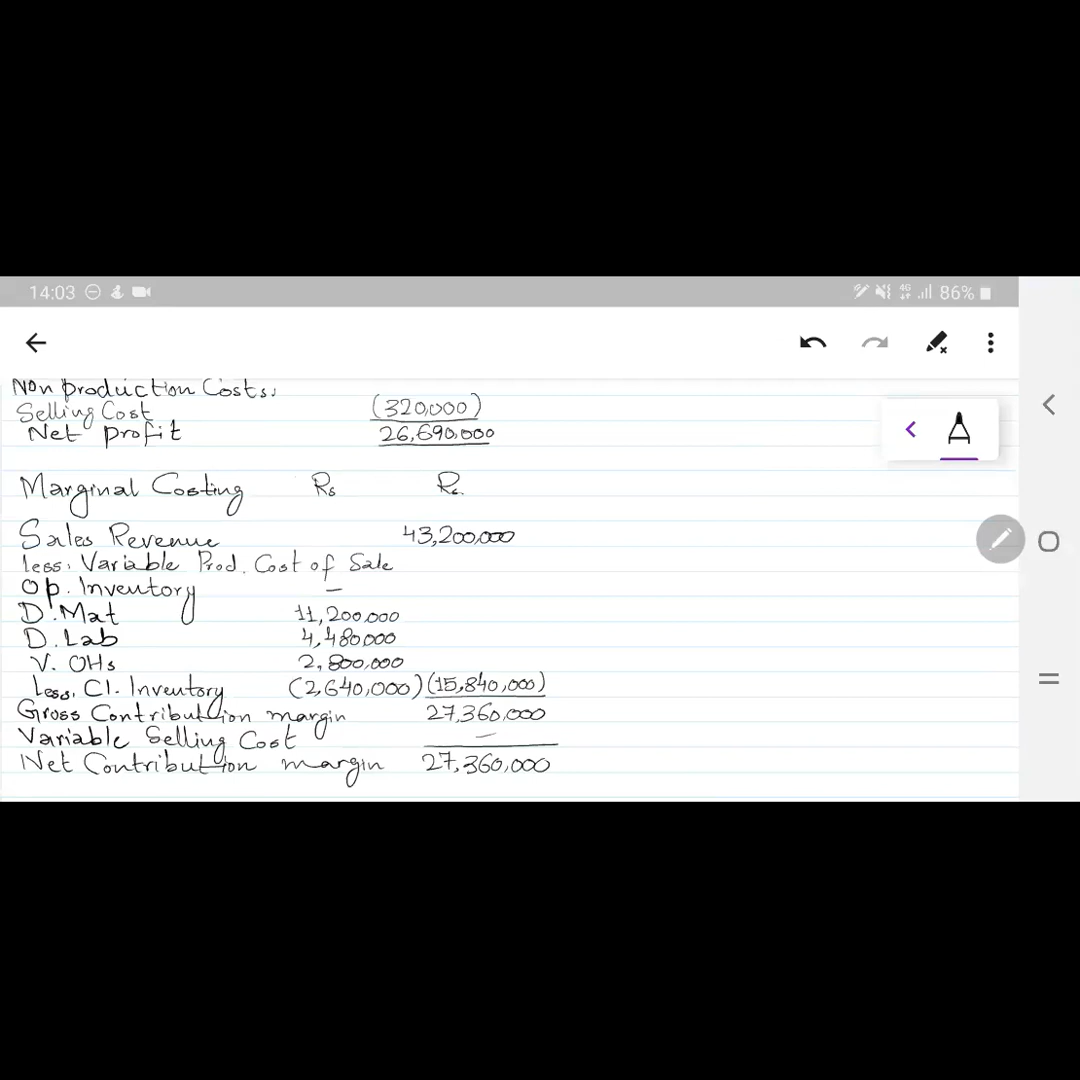 14:03 4G 86%
Non production Costs:
Selling Cost (320,000)
Net profit 26,690,000
Marginal Costing Rs Rs.
Sales Revenue 43,200,000
Less: Variable Prod. Cost of Sale
Op. Inventory –
D.Mat 11,200,000
D.Lab 4,480,000
V. OHs 2,800,000
Less. Cl. Inventory (2,640,000) (15,840,000)
Gross Contribution margin 27,360,000
Variable Selling Cost –
Net Contribution margin 27,360,000